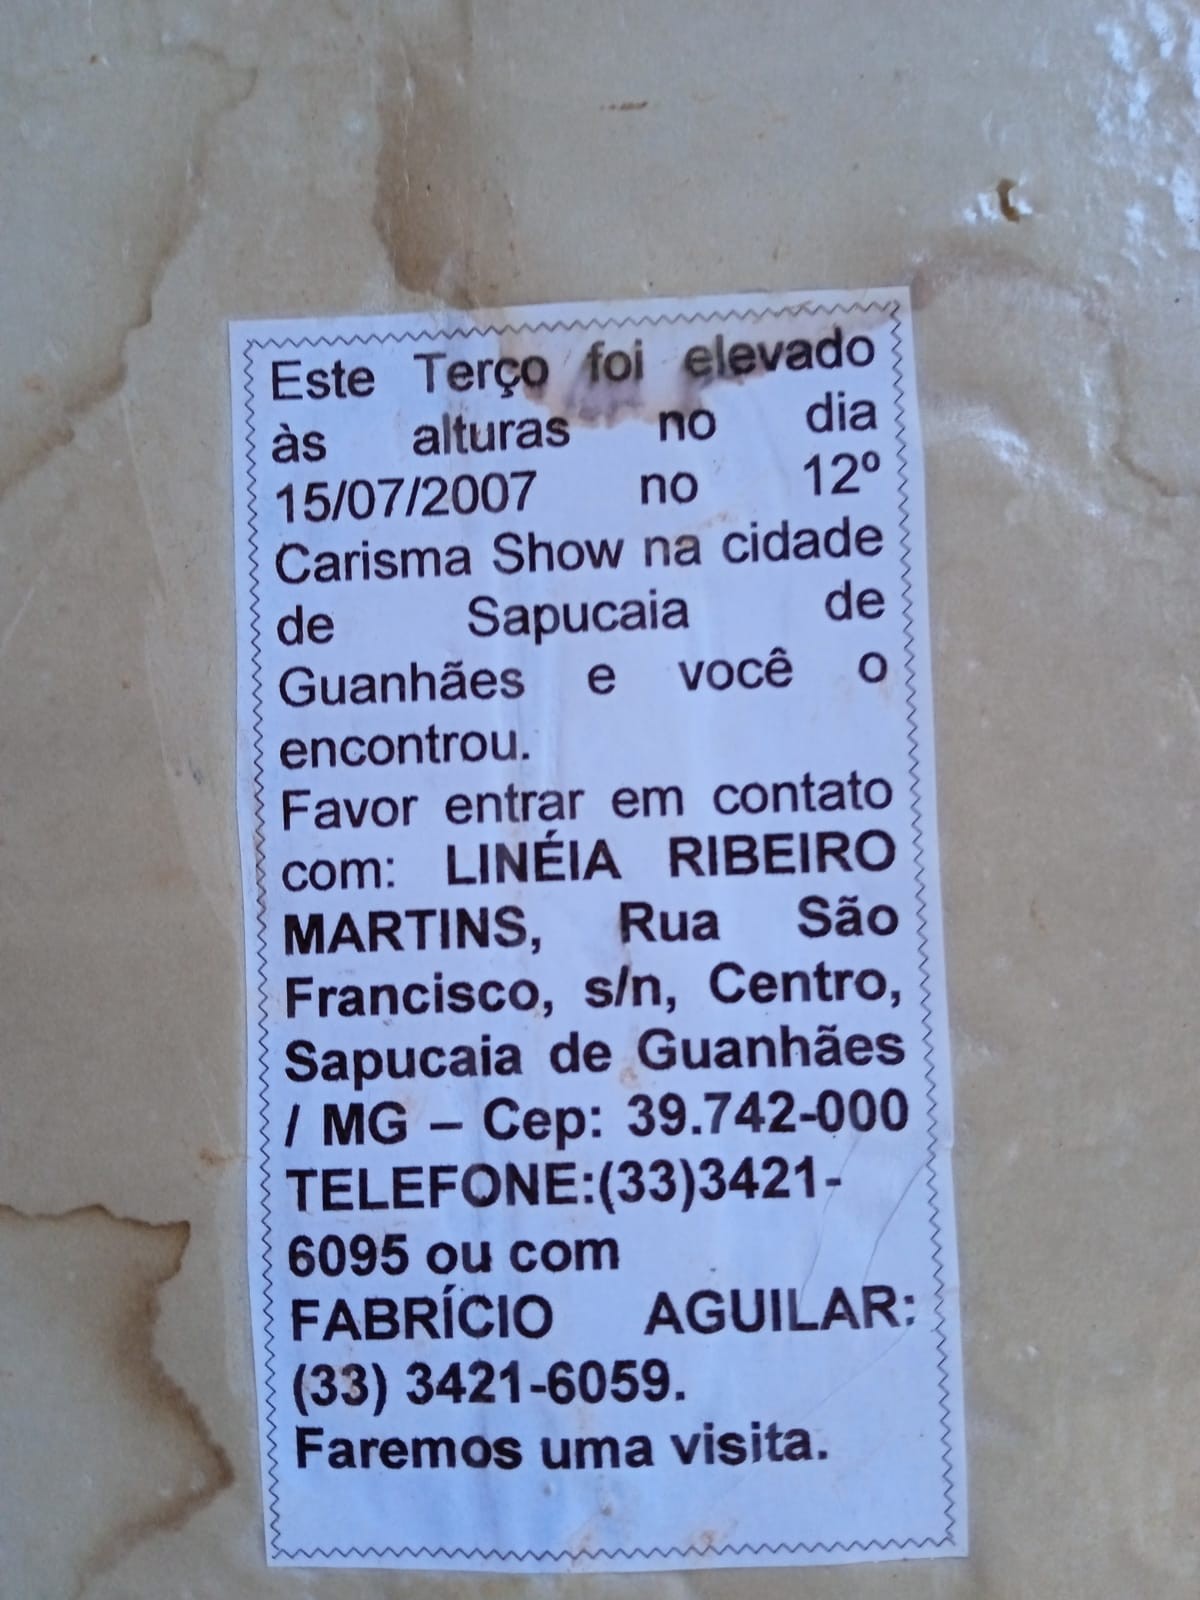 Este Terço foi elevado
às alturas no dia
15/07/2007 no 12º
Carisma Show na cidade
de Sapucaia de
Guanhães e você o
encontrou.
Favor entrar em contato
com: LINÉIA RIBEIRO
MARTINS, Rua São
Francisco, s/n, Centro,
Sapucaia de Guanhães
/ MG – Cep: 39.742-000
TELEFONE:(33)3421-
6095 ou com
FABRÍCIO AGUILAR:
(33) 3421-6059.
Faremos uma visita.